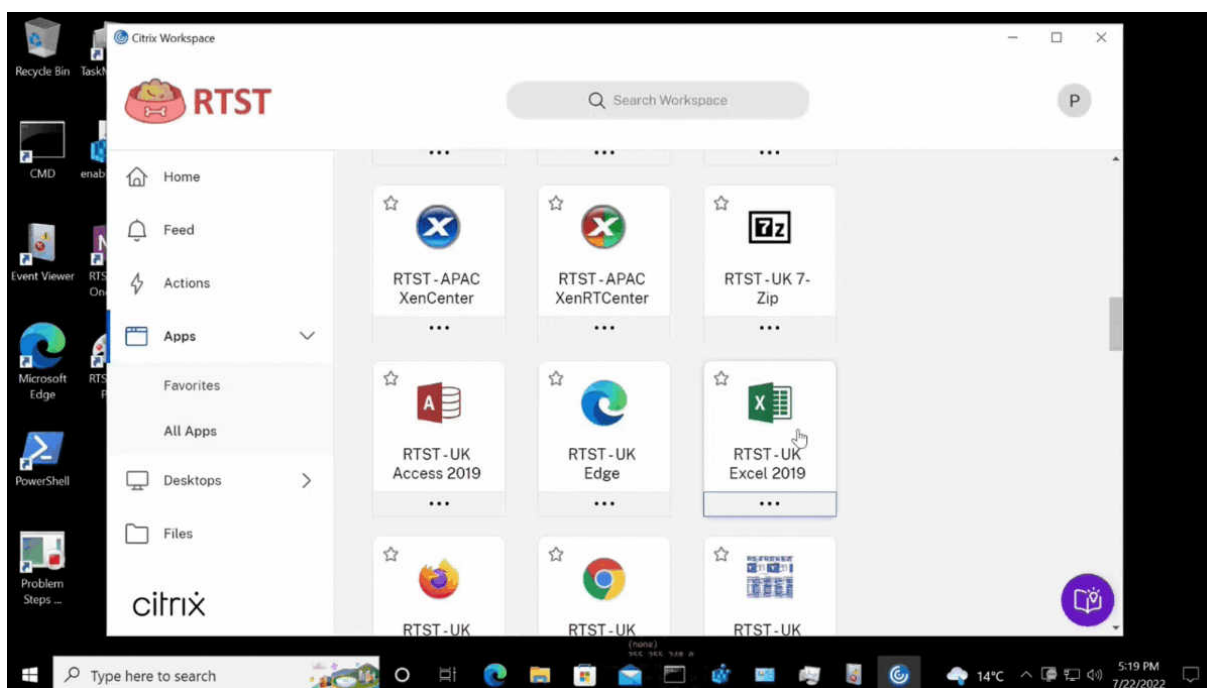 Citrix Workspace
RTST
Search Workspace
P
Recycle Bin
CMD
Event Viewer
Microsoft
Edge
PowerShell
Problem
Steps ...
Home
Feed
Actions
Apps
Favorites
All Apps
Desktops
Files
citrix
RTST-APAC
XenCenter
RTST-APAC
XenRTCenter
7z
RTST-UK 7-
Zip
A
RTST-UK
Access 2019
RTST-UK
Edge
X
RTST-UK
Excel 2019
RTST-UK
RTST-UK
RTST-UK
(none)
Type here to search
14°C
5:19 PM
7/22/2022